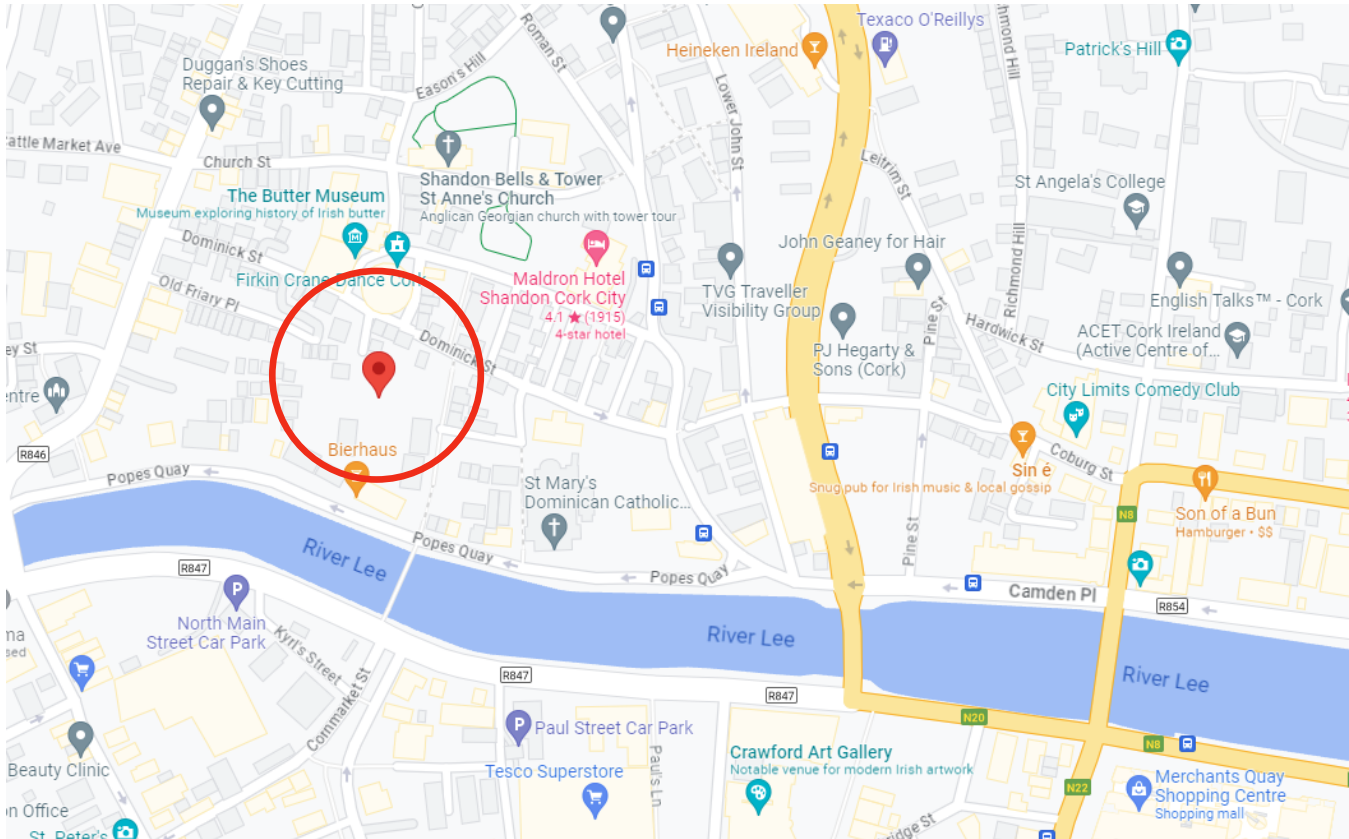 Texaco O'Reillys
Heineken Ireland
Patrick's Hill
Duggan's Shoes
Repair & Key Cutting
Roman St
Eason's Hill
Lower John St
hmond Hill
attle Market Ave
Church St
Leitrim St
Shandon Bells & Tower
St Anne's Church
Anglican Georgian church with tower tour
St Angela's College
The Butter Museum
Museum exploring history of Irish butter
Dominick St
Richmond Hill
John Geaney for Hair
Firkin Crane Dance Cork
Old Friary Pl
Maldron Hotel
Shandon Cork City
4.1 ★ (1915)
4-star hotel
TVG Traveller
Visibility Group
English Talks™ - Cork
Pine St
Hardwick St
Dominick St
ACET Cork Ireland
(Active Centre of...
PJ Hegarty &
Sons (Cork)
ey St
entre
City Limits Comedy Club
Bierhaus
R846
Popes Quay
Coburg St
Sin é
Snug pub for Irish music & local gossip
St Mary's
Dominican Catholic...
Son of a Bun
Hamburger • $$
N8
Pine St
Popes Quay
River Lee
R847
Popes Quay
Camden Pl
R854
North Main
Street Car Park
Kyrl's Street
ma
sed
River Lee
River Lee
R847
R847
Cornmarket St
N20
Paul Street Car Park
N8
Paul's Ln
Crawford Art Gallery
Notable venue for modern Irish artwork
Beauty Clinic
Tesco Superstore
N22
Merchants Quay
Shopping Centre
Shopping mall
n Office
St. Peter's
ridge St